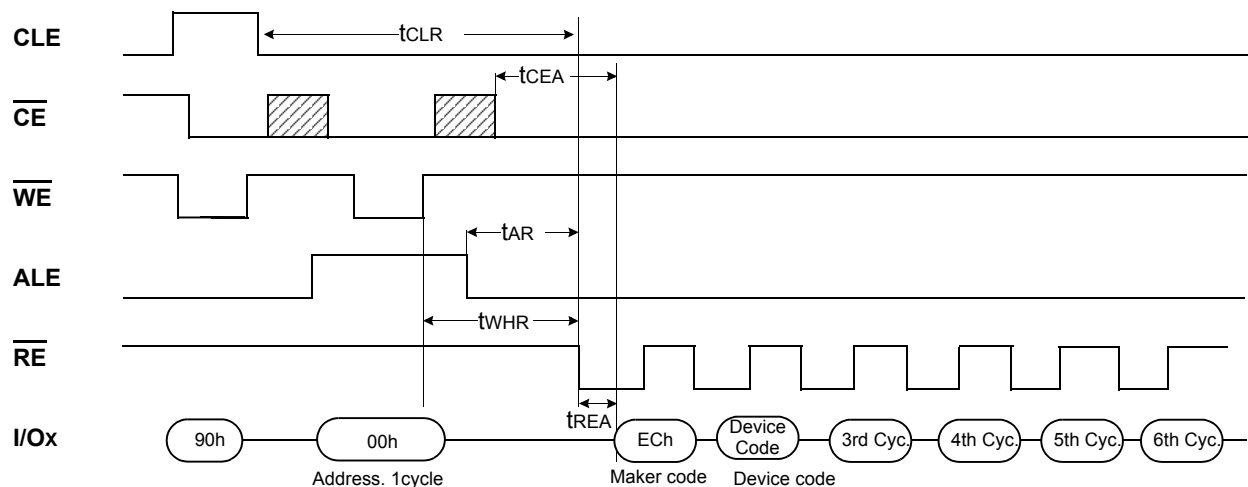 CLE
tCLR
tCEA
CE
WE
tAR
ALE
tWHR
RE
tREA
I/Ox
90h
00h
ECh
Device
Code
3rd Cyc.
4th Cyc.
5th Cyc.
6th Cyc.
Address. 1cycle
Maker code
Device code